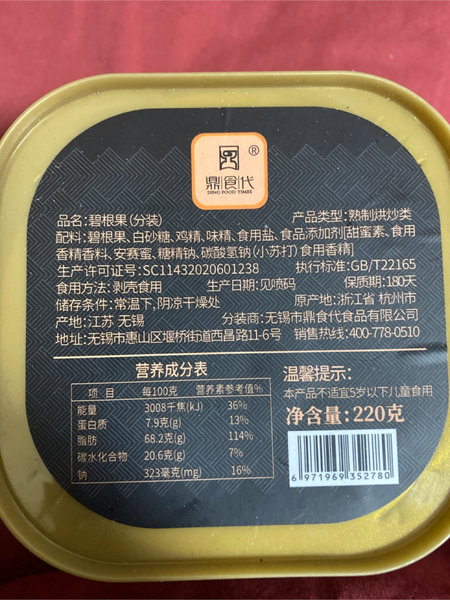 ®
鼎食代
DING FOOD TIMES
品名:碧根果(分装) 产品类型:熟制烘炒类
配料:碧根果,白砂糖,鸡精,味精,食用盐,食品添加剂[甜蜜素、食用
香精香料、安赛蜜、糖精钠、碳酸氢钠(小苏打)食用香精]
生产许可证号:SC11432020601238 执行标准:GB/T22165
食用方法:剥壳食用 生产日期:见喷码 保质期:180天
储存条件:常温下,阴凉干燥处 原产地:浙江省 杭州市
产地:江苏 无锡 分装商:无锡市鼎食代食品有限公司
地址:无锡市惠山区堰桥街道西昌路11-6号 销售热线:400-778-0510
营养成分表
项 目 每100克 营养素参考值%
能量 3008千焦(kJ) 36%
蛋白质 7.9克(g) 13%
脂肪 68.2克(g) 114%
碳水化合物 20.6克(g) 7%
钠 323毫克(mg) 16%
温馨提示:
本产品不适宜5岁以下儿童食用
净含量:220克
6 971969 352780